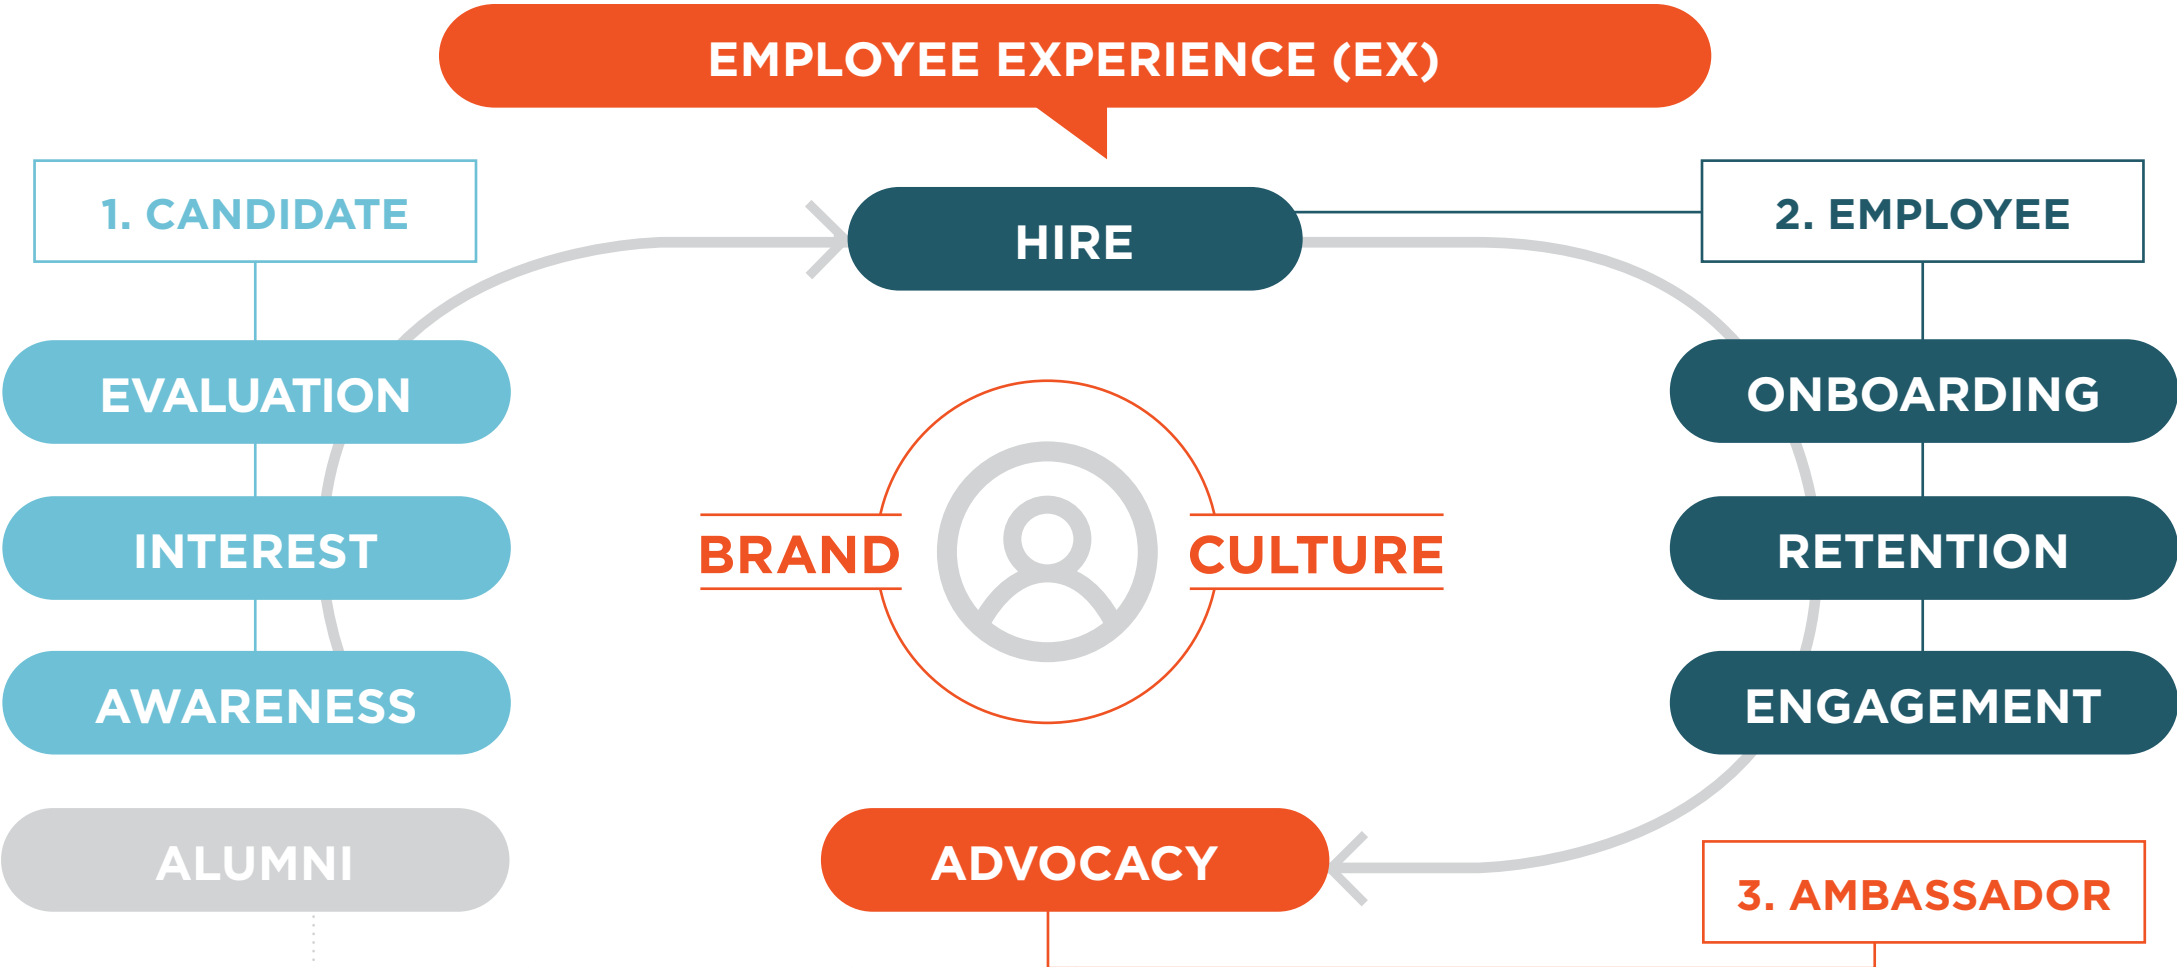 EMPLOYEE EXPERIENCE (EX)
1. CANDIDATE
HIRE
2. EMPLOYEE
EVALUATION
ONBOARDING
INTEREST
BRAND
CULTURE
RETENTION
AWARENESS
ENGAGEMENT
ALUMNI
ADVOCACY
3. AMBASSADOR